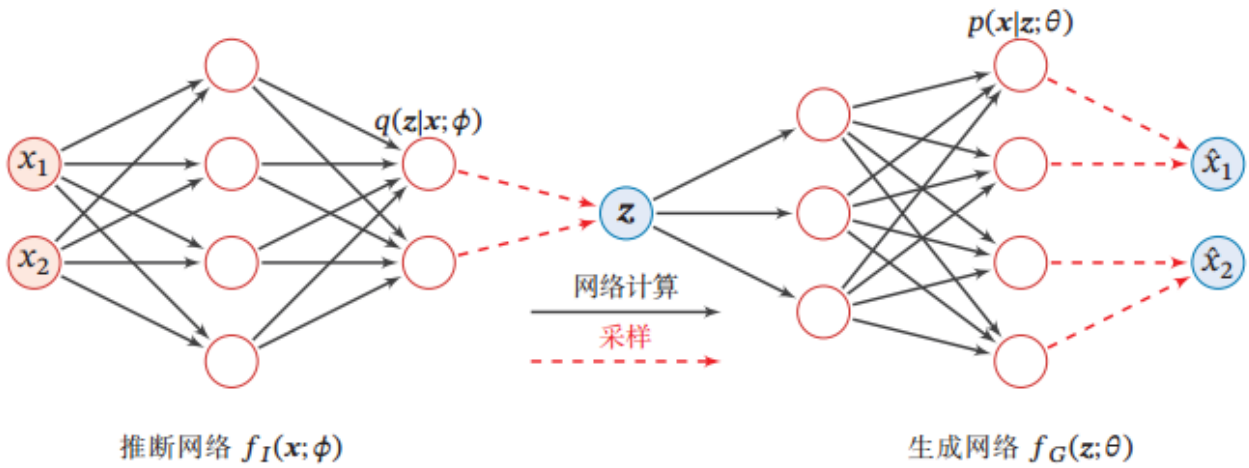 p(x|z;θ)
q(z|x;ϕ)
x₁
x̂₁
z
x₂
x̂₂
网络计算
采样
推断网络 f_I(x;ϕ)
生成网络 f_G(z;θ)